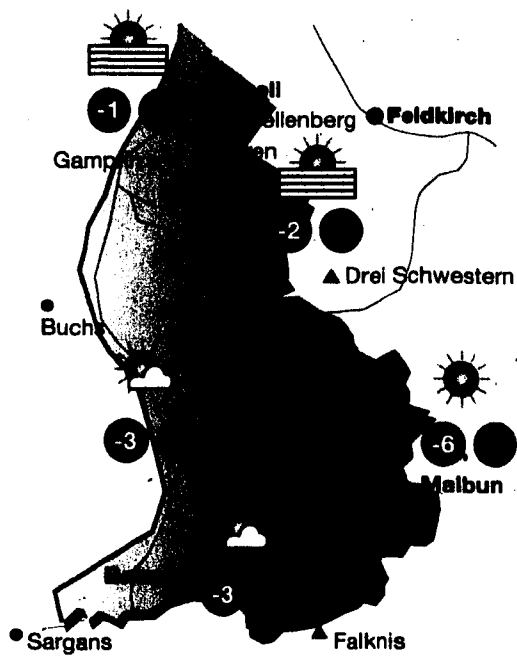 -1
ellenberg
Feldkirch
Gamp
en
-2
Drei Schwestern
Buchs
-3
-6
Malbun
-3
Sargans
Falknis